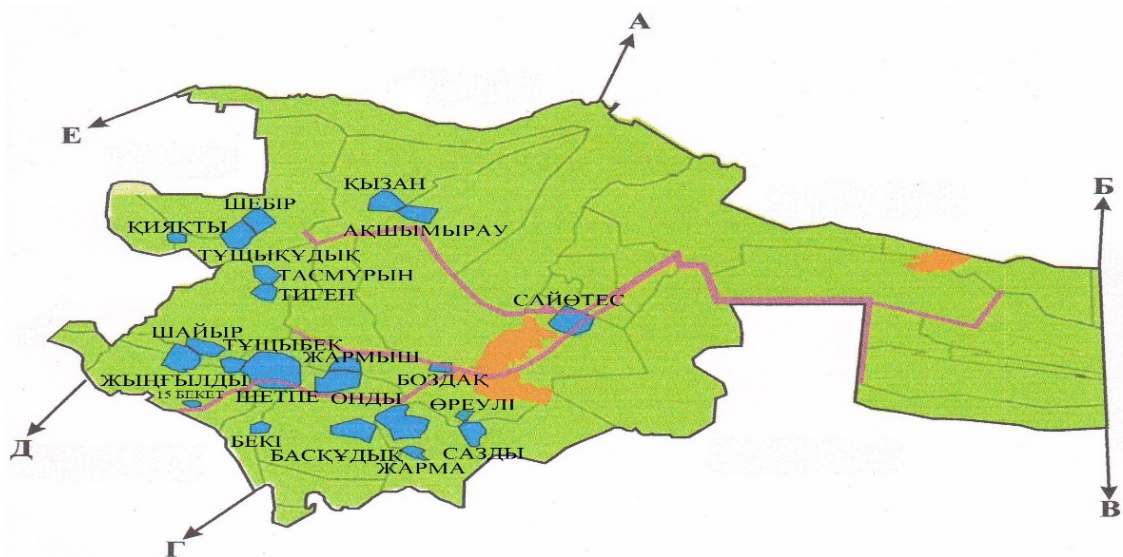 А
Е
Б
ҚЫЗАН
ШЕБІР
ҚИЯҚТЫ
АҚШЫМЫРАУ
ТҰЩЫҚҰДЫҚ
ТАСМҰРЫН
ТИГЕН
САЙӨТЕС
ШАЙЫР
ТҰЩЫБЕК
ЖАРМЫШ
ЖЫҢҒЫЛДЫ
БОЗДАҚ
15 БЕКЕТ
ШЕТПЕ
ОНДЫ
ӨРЕУЛІ
БЕКІ
БАСҚҰДЫҚ
САЗДЫ
ЖАРМА
Д
Г
В